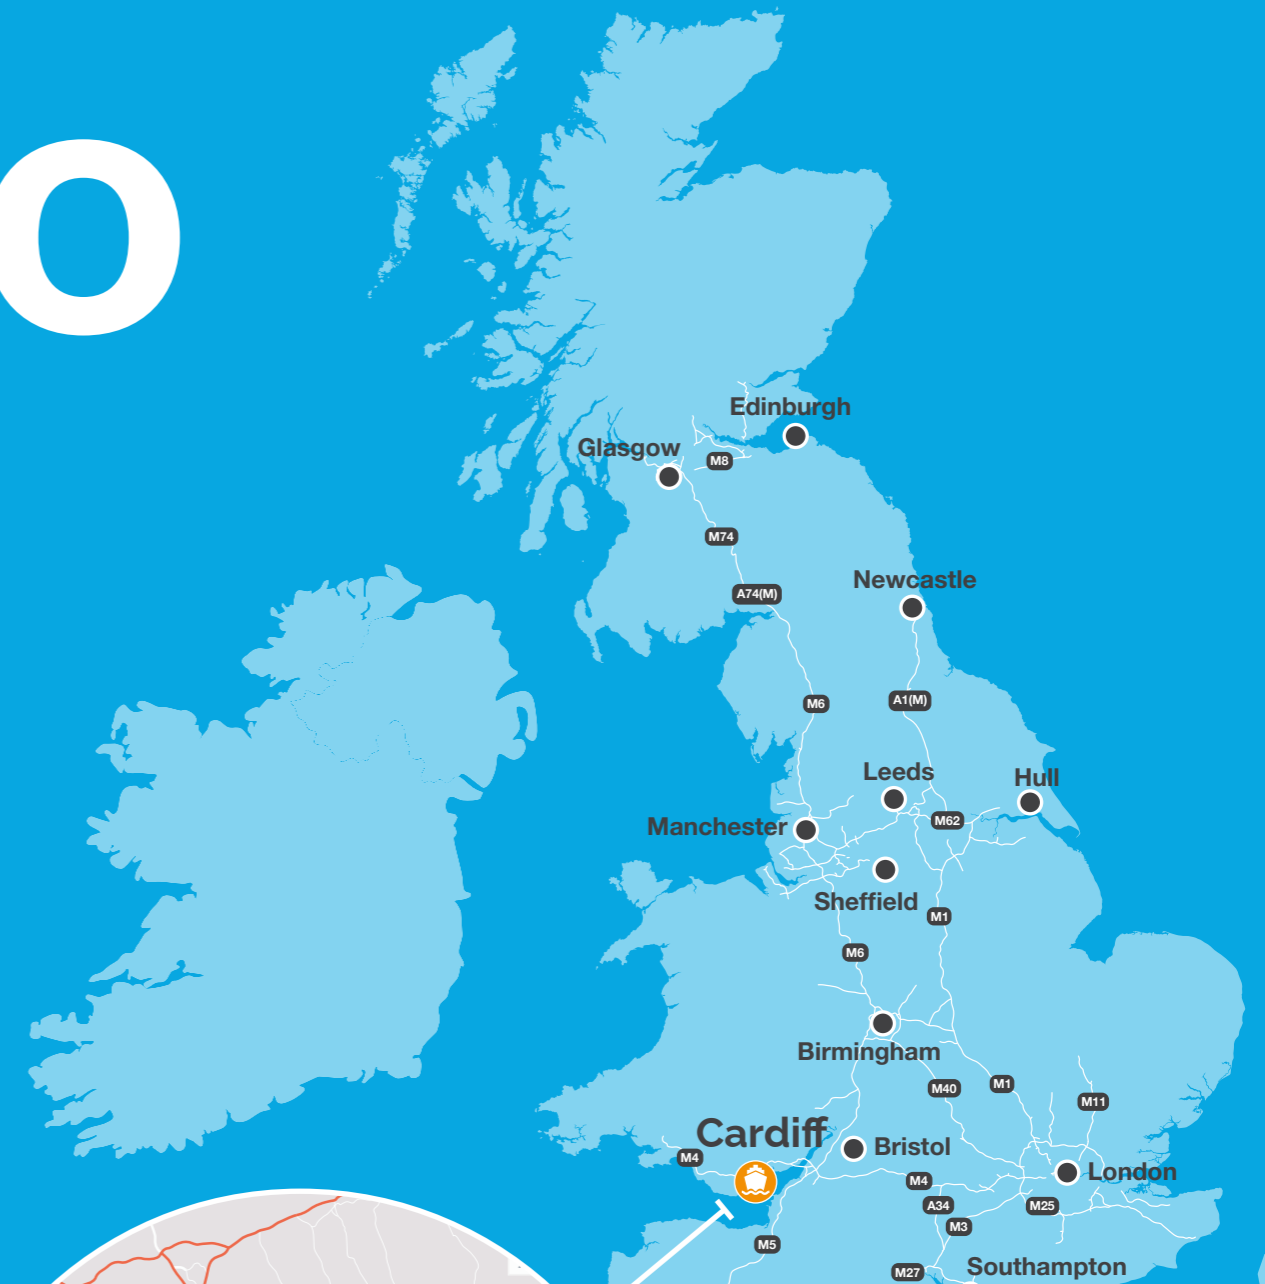 O
Edinburgh
Glasgow
M8
M74
Newcastle
A74(M)
A1(M)
M6
Leeds
Hull
M62
Manchester
Sheffield
M1
M6
Birmingham
M40
M1
M11
Cardiff
Bristol
M4
London
M4
A34
M25
M3
M5
Southampton
M27